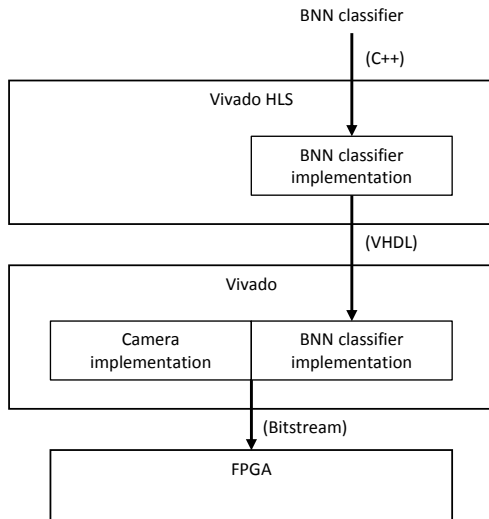 BNN classifier
(C++)
Vivado HLS
BNN classifier
implementation
(VHDL)
Vivado
Camera
implementation
BNN classifier
implementation
(Bitstream)
FPGA